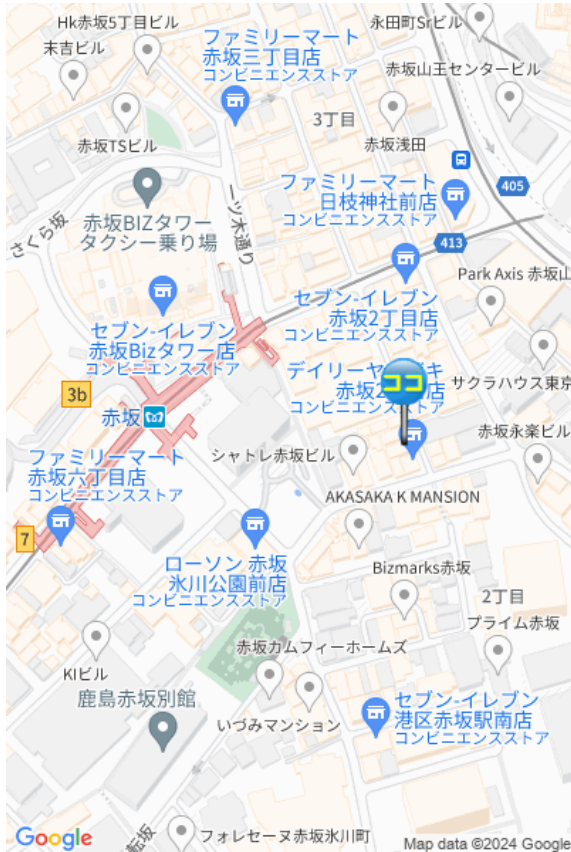 Hk赤坂5丁目ビル
末吉ビル
ファミリーマート
赤坂三丁目店
コンビニエンスストア
永田町Srビル
赤坂山王センタービル
3丁目
赤坂TSビル
赤坂浅田
ファミリーマート
日枝神社前店
コンビニエンスストア
405
赤坂BIZタワー
タクシー乗り場
さくら坂
一ツ木通り
413
セブン-イレブン
赤坂2丁目店
コンビニエンスストア
Park Axis 赤坂山
セブン-イレブン
赤坂Bizタワー店
コンビニエンスストア
デイリーヤ
キ
赤坂2
店
コンビニエンスストア
ココ
サクラハウス東京
3b
赤坂
赤坂永楽ビル
ファミリーマート
赤坂六丁目店
コンビニエンスストア
シャトレ赤坂ビル
AKASAKA K MANSION
7
ローソン 赤坂
氷川公園前店
コンビニエンスストア
Bizmarks赤坂
2丁目
プライム赤坂
赤坂カムフィーホームズ
KIビル
鹿島赤坂別館
いづみマンション
セブン-イレブン
港区赤坂駅南店
コンビニエンスストア
Google
転坂
フォレセーヌ赤坂氷川町
Map data ©2024 Google